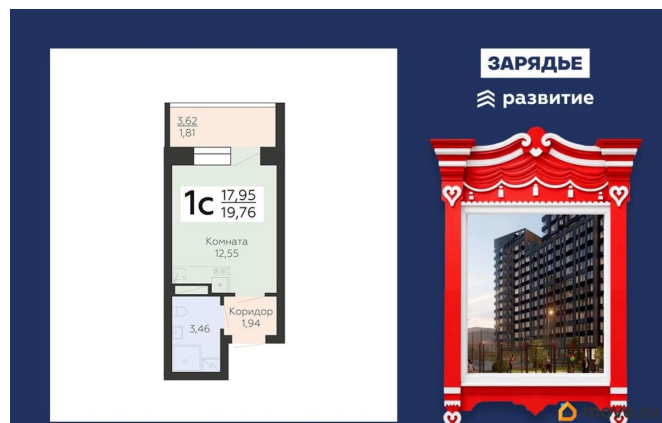 ЗАРЯДЬЕ
развитие
3,62
1,81
1С
17,95
19,76
Комната
12,55
Коридор
1,94
3,46